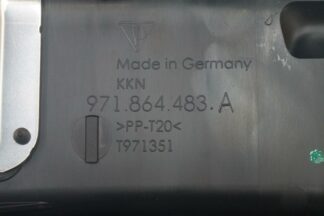 Made in Germany
KKN
971.864.483.A
>PP-T20<
T971351